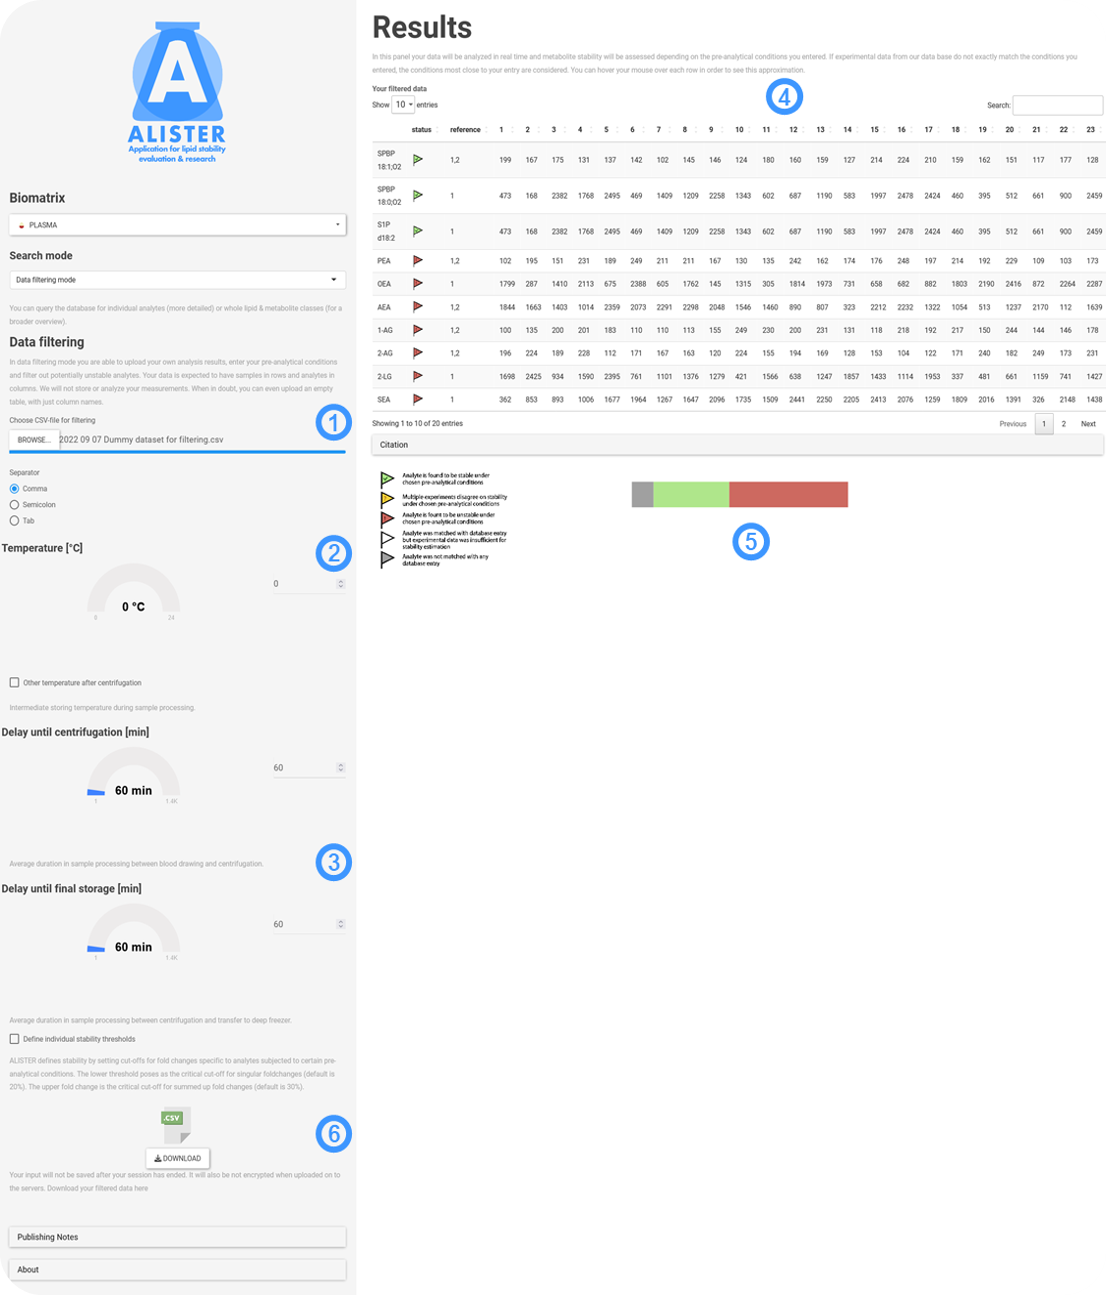 A
ALISTER
Application for lipid stability
evaluation & research
Biomatrix
PLASMA
Search mode
Data filtering mode
You can query the database for individual analytes (more detailed) or whole lipid & metabolite classes (for a
broader overview).
Data filtering
In data filtering mode you are able to upload your own analysis results, enter your pre-analytical conditions
and filter out potentially unstable analytes. Your data is expected to have samples in rows and analytes in
columns. We will not store or analyze your measurements. When in doubt, you can even upload an empty
table, with just column names.
Choose CSV-file for filtering
1
BROWSE... 2022 09 07 Dummy dataset for filtering.csv
Separator
Comma
Semicolon
Tab
Temperature [°C]
2
0
0 °C
0 24
Other temperature after centrifugation
Intermediate storing temperature during sample processing.
Delay until centrifugation [min]
60
60 min
1 1.4K
3
Average duration in sample processing between blood drawing and centrifugation.
Delay until final storage [min]
60
60 min
1 1.4K
Average duration in sample processing between centrifugation and transfer to deep freezer.
Define individual stability thresholds
ALISTER defines stability by setting cut-offs for fold changes specific to analytes subjected to certain pre-
analytical conditions. The lower threshold poses as the critical cut-off for singular foldchanges (default is
20%). The upper fold change is the critical cut-off for summed up fold changes (default is 30%).
.CSV
6
DOWNLOAD
Your input will not be saved after your session has ended. It will also be not encrypted when uploaded on to
the servers. Download your filtered data here
Publishing Notes
About
Results
In this panel your data will be analyzed in real time and metabolite stability will be assessed depending on the pre-analytical conditions you entered. If experimental data from our data base do not exactly match the conditions you
entered, the conditions most close to your entry are considered. You can hover your mouse over each row in order to see this approximation.
Your filtered data
4
Show 10 entries
Search:
status reference 1 2 3 4 5 6 7 8 9 10 11 12 13 14 15 16 17 18 19 20 21 22 23
SPBP
18:1;O2 1,2 199 167 175 131 137 142 102 145 146 124 180 160 159 127 214 224 210 159 162 151 117 177 128
SPBP
18:0;O2 1 473 168 2382 1768 2495 469 1409 1209 2258 1343 602 687 1190 583 1997 2478 2424 460 395 512 661 900 2459
S1P
d18:2 1 473 168 2382 1768 2495 469 1409 1209 2258 1343 602 687 1190 583 1997 2478 2424 460 395 512 661 900 2459
PEA 1,2 102 195 151 231 189 249 211 211 167 130 135 242 162 174 176 248 197 214 192 229 109 103 173
OEA 1 1799 287 1410 2113 675 2388 605 1762 145 1315 305 1814 1973 731 658 682 882 1803 2190 2416 872 2264 2287
AEA 1,2 1844 1663 1403 1014 2359 2073 2291 2298 2048 1546 1460 890 807 323 2212 2232 1322 1054 513 1237 2170 112 1639
1-AG 1,2 100 135 200 201 183 110 110 113 155 249 230 200 231 131 118 218 192 217 150 244 144 146 178
2-AG 1,2 196 224 189 228 112 171 167 163 120 224 155 194 169 128 153 104 122 171 240 182 249 173 231
2-LG 1 1698 2425 934 1590 2395 761 1101 1376 1279 421 1566 638 1247 1857 1433 1114 1953 337 481 661 1159 741 1427
SEA 1 362 853 893 1006 1677 1964 1267 1647 2096 1735 1509 2441 2250 2205 2413 2076 1259 1809 2016 1391 326 2148 1438
Showing 1 to 10 of 20 entries
Previous 1 2 Next
Citation
Analyte is found to be stable under
chosen pre-analytical conditions
Multiple experiments disagree on stability
under chosen pre-analytical conditions
Analyte is fount to be unstable under
chosen pre-analytical conditions
Analyte was matched with database entry
but experimental data was insufficient for
stability estimation
Analyte was not matched with any
database entry
5